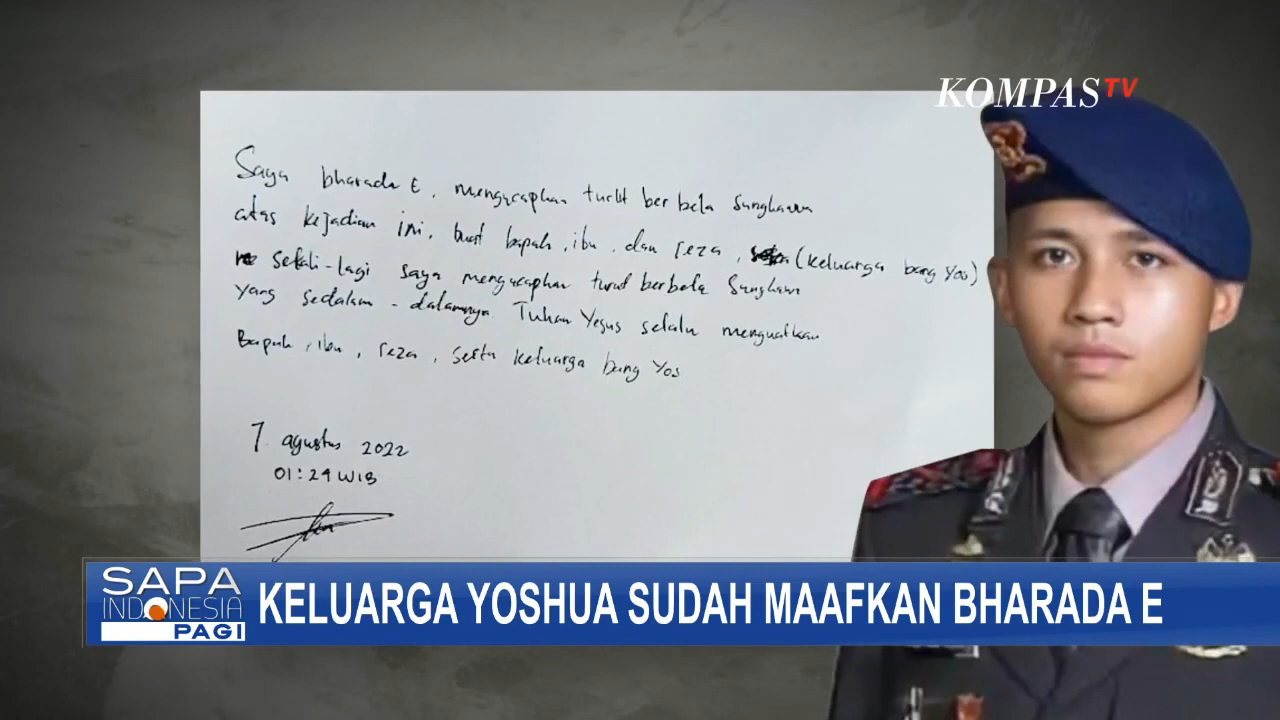 KOMPASTV
Saya bharada E, mengucapkan turut berbela sungkawa
atas kejadian ini, buat bapak, ibu, dan reza, (keluarga bang Yos)
sekali-lagi saya mengucapkan turut berbela sungkawa
yang sedalam-dalamnya. Tuhan Yesus selalu menguatkan
Bapak, ibu, reza, serta keluarga bang Yos
7 agustus 2022
01:24 WIB
SAPA
INDONESIA
PAGI
KELUARGA YOSHUA SUDAH MAAFKAN BHARADA E